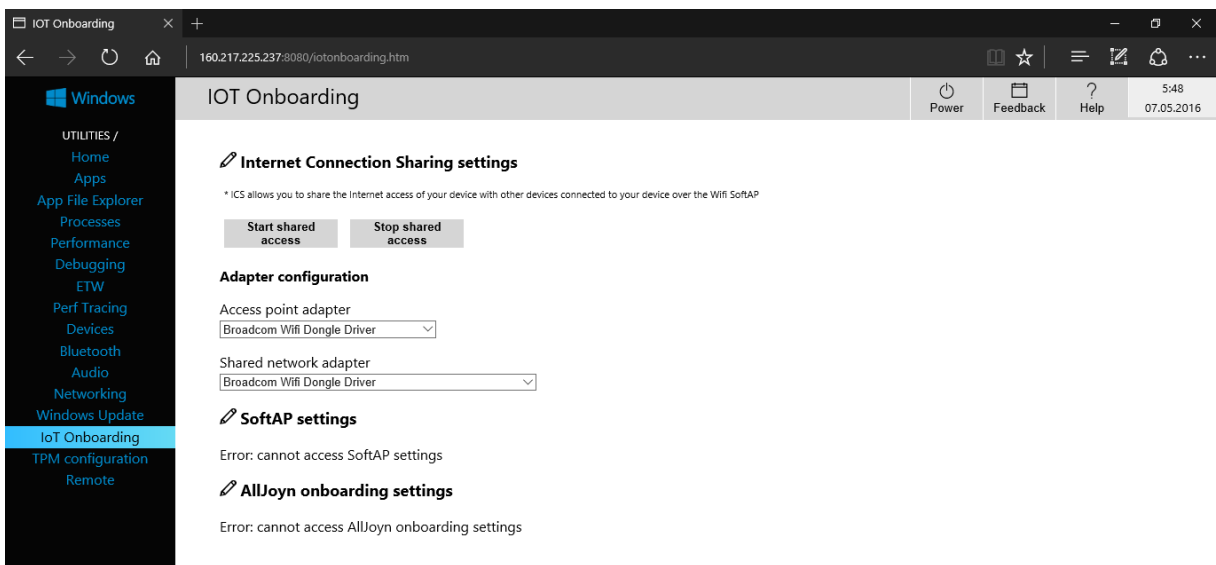 IOT Onboarding
160.217.225.237:8080/iotonboarding.htm
Windows
IOT Onboarding
Power
Feedback
? Help
5:48
07.05.2016
UTILITIES /
Home
Apps
App File Explorer
Processes
Performance
Debugging
ETW
Perf Tracing
Devices
Bluetooth
Audio
Networking
Windows Update
IoT Onboarding
TPM configuration
Remote
Internet Connection Sharing settings
* ICS allows you to share the Internet access of your device with other devices connected to your device over the Wifi SoftAP
Start shared
access
Stop shared
access
Adapter configuration
Access point adapter
Broadcom Wifi Dongle Driver
Shared network adapter
Broadcom Wifi Dongle Driver
SoftAP settings
Error: cannot access SoftAP settings
AllJoyn onboarding settings
Error: cannot access AllJoyn onboarding settings